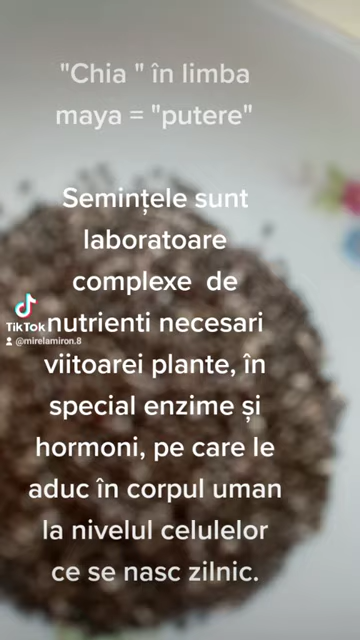 "Chia " în limba
maya = "putere"
Semințele sunt
laboratoare
complexe de
nutrienti necesari
viitoarei plante, în
special enzime și
hormoni, pe care le
aduc în corpul uman
la nivelul celulelor
ce se nasc zilnic.
TikTok
@mirelamiron.8